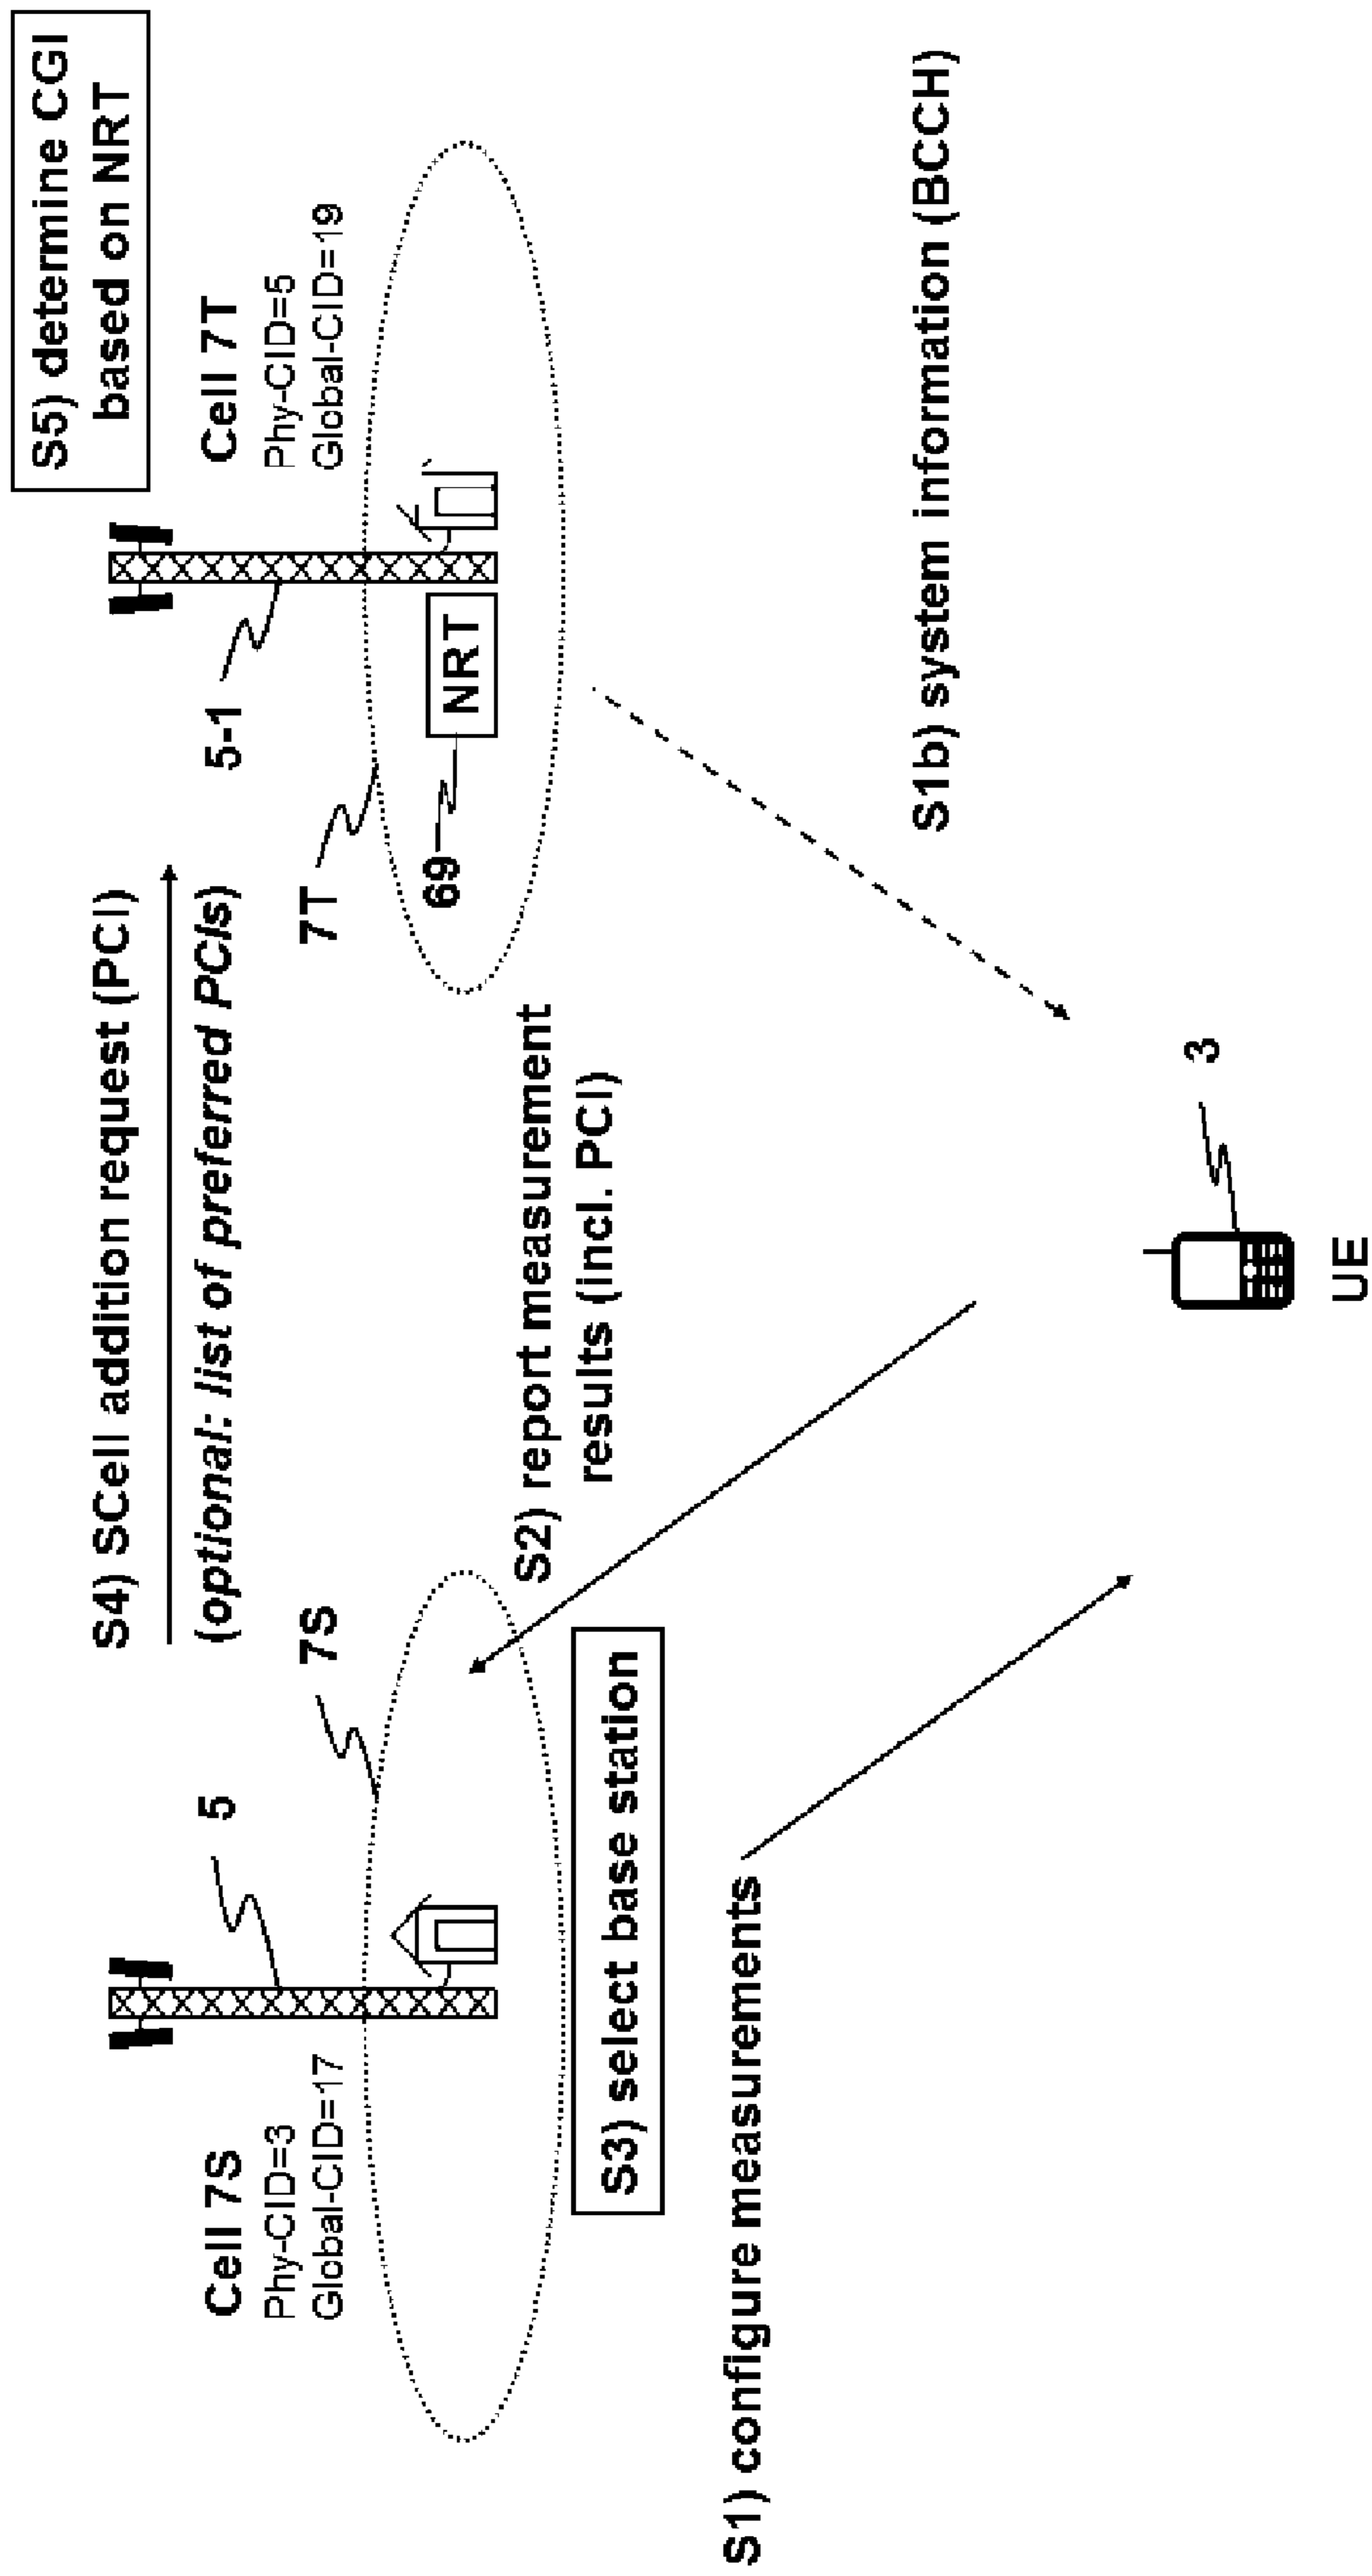 S4) SCell addition request (PCI)
(optional: list of preferred PCIs)
S5) determine CGI
based on NRT
Cell 7S
Phy-CID=3
Global-CID=17
5
7S
5-1
7T
69
NRT
Cell 7T
Phy-CID=5
Global-CID=19
S2) report measurement
results (incl. PCI)
S3) select base station
S1) configure measurements
S1b) system information (BCCH)
3
UE